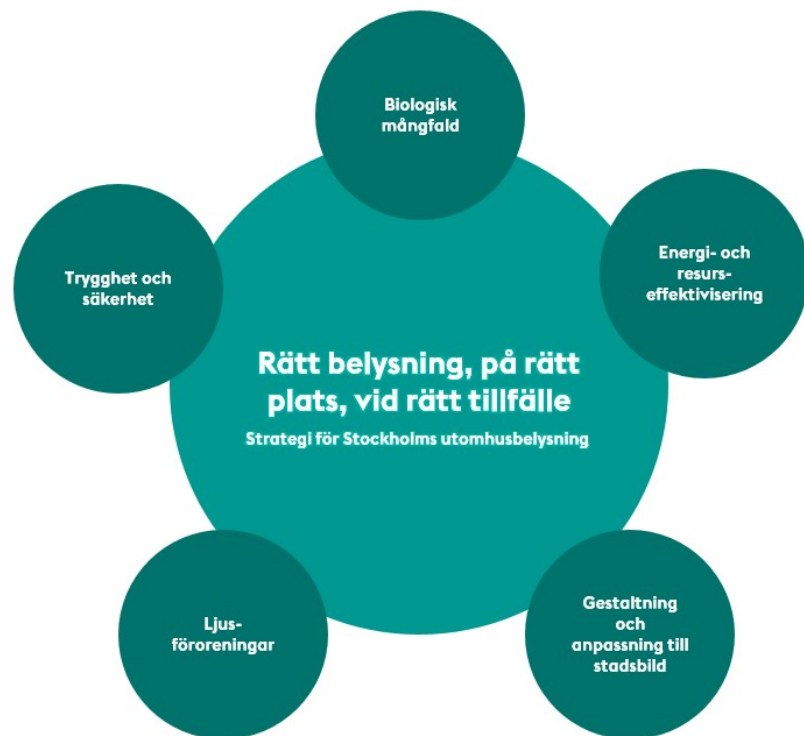 Biologisk
mångfald
Trygghet och
säkerhet
Energi- och
resurs-
effektivisering
Rätt belysning, på rätt
plats, vid rätt tillfälle
Strategi för Stockholms utomhusbelysning
Ljus-
föroreningar
Gestaltning
och
anpassning till
stadsbild